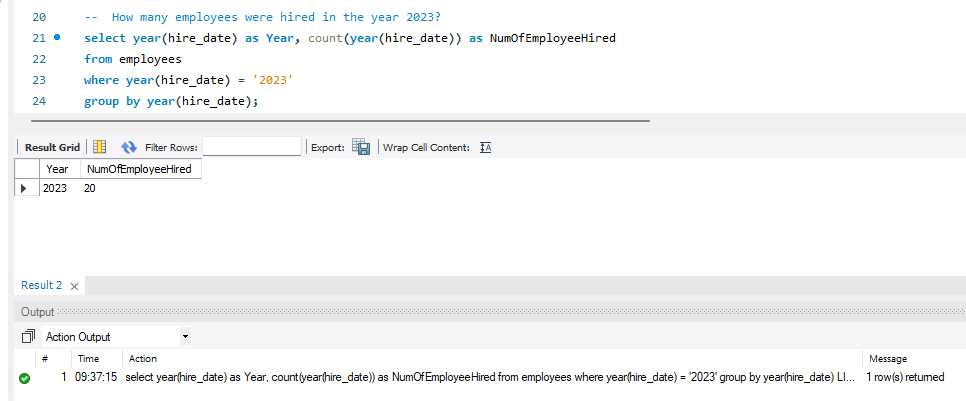 20 -- How many employees were hired in the year 2023?
21 select year(hire_date) as Year, count(year(hire_date)) as NumOfEmployeeHired
22 from employees
23 where year(hire_date) = '2023'
24 group by year(hire_date);
Result Grid Filter Rows: Export: Wrap Cell Content:
Year NumOfEmployeeHired
2023 20
Result 2
Output
Action Output
# Time Action Message
1 09:37:15 select year(hire_date) as Year, count(year(hire_date)) as NumOfEmployeeHired from employees where year(hire_date) = '2023' group by year(hire_date) LI... 1 row(s) returned